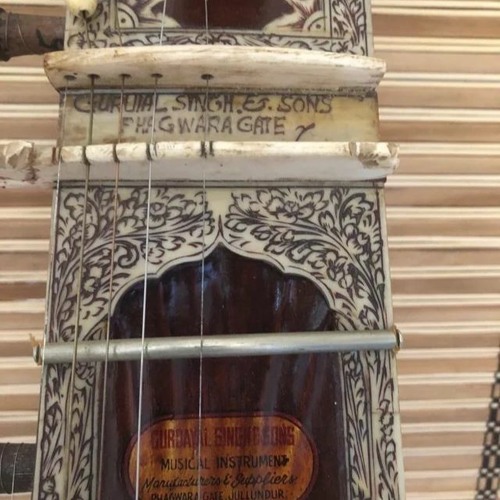 GURDIAL SINGH &. SONS
PHAGWARA GATE
GURDAYAL SINGH & SONS
MUSICAL INSTRUMENT
Manufacturers & Suppliers
PHAGWARA GATE, JULLUNDUR.